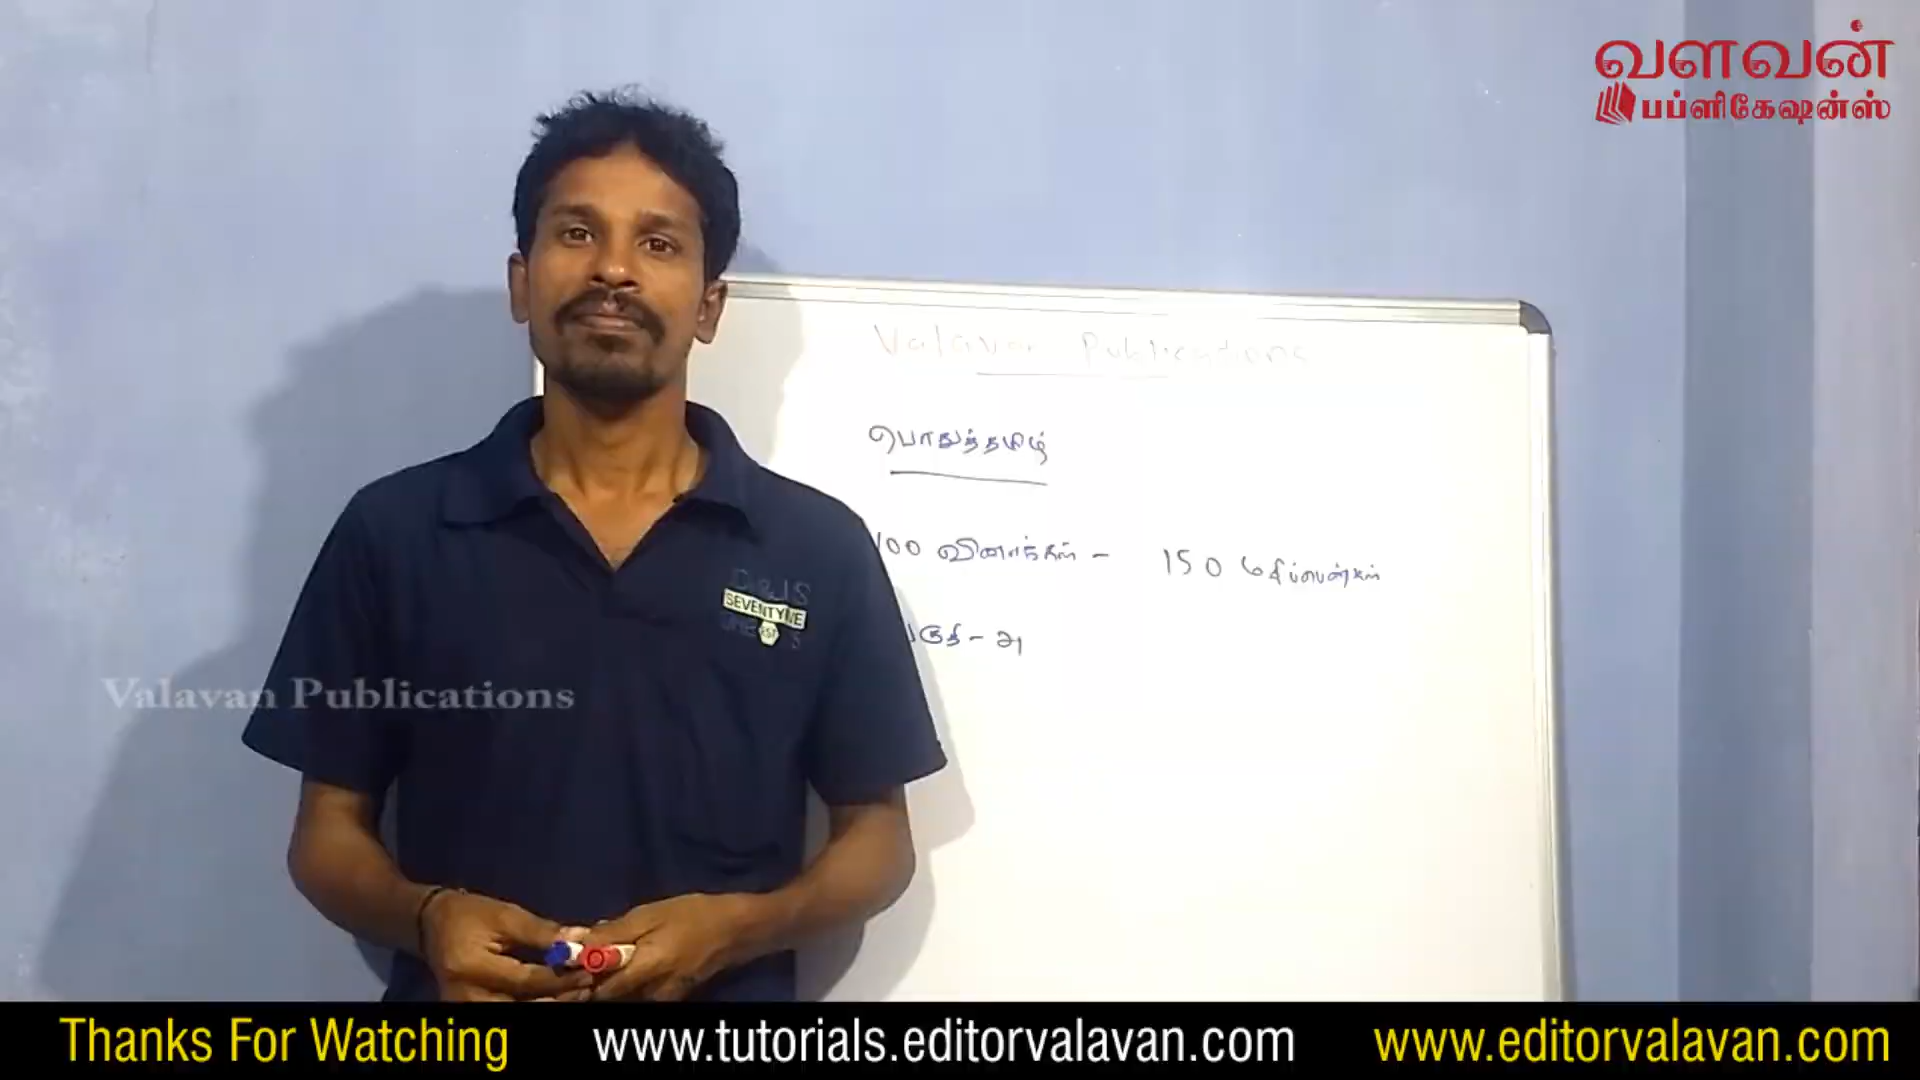 வளவன்
பப்ளிகேஷன்ஸ்
Valavan Publications
பொதுத்தமிழ்
100 வினாக்கள் - 150 மதிப்பெண்கள்
SEVENTY
பகுதி - அ
Valavan Publications
Thanks For Watching www.tutorials.editorvalavan.com www.editorvalavan.com